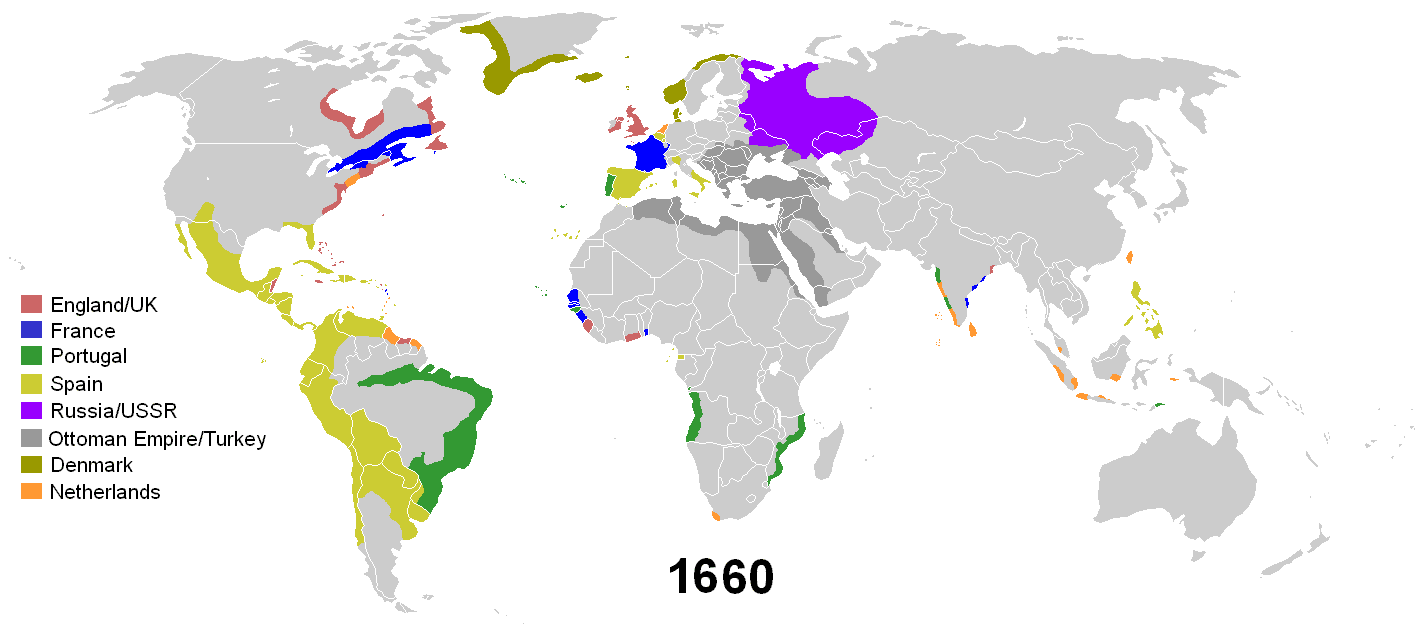 England/UK
France
Portugal
Spain
Russia/USSR
Ottoman Empire/Turkey
Denmark
Netherlands
1660